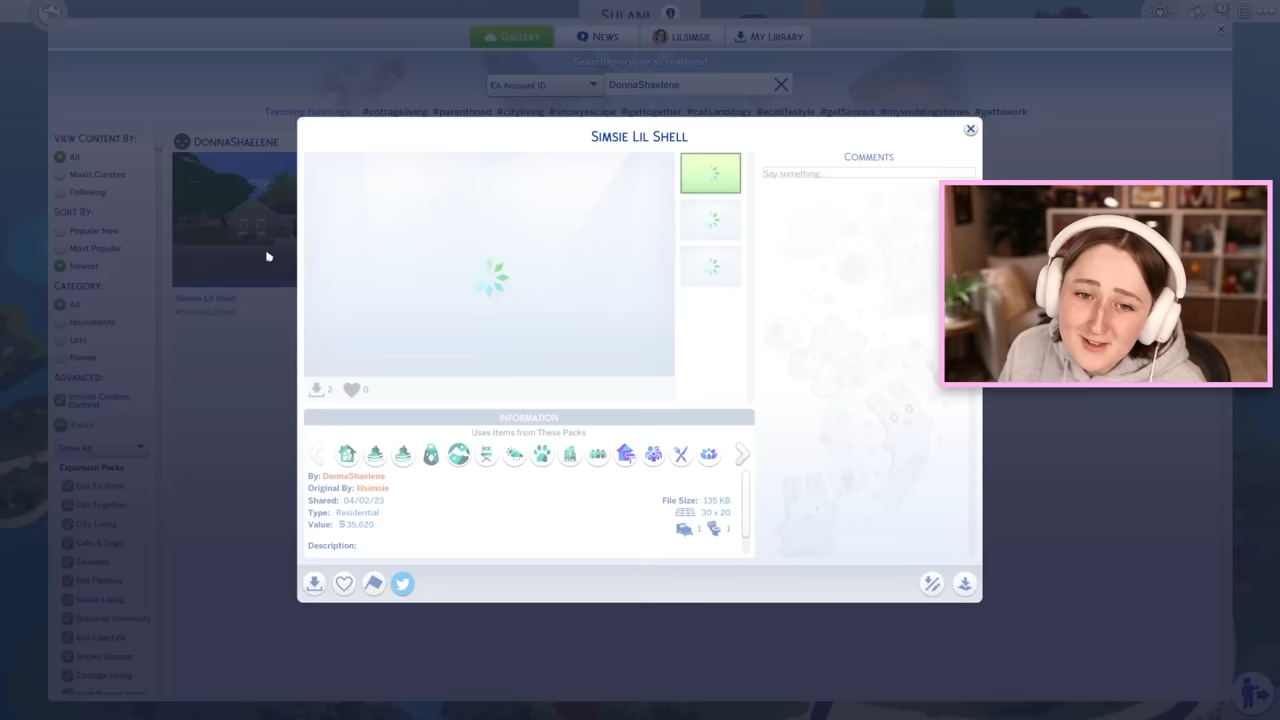 SULANI
GALLERY
NEWS
LILSIMSIE
MY LIBRARY
Search everyone's creations!
EA Account ID
DonnaShaelene
Trending Hashtags: #cottageliving #parenthood #cityliving #snowyescape #gettogether #catsanddogs #ecolifestyle #getfamous #myweddingstories #gettowork
VIEW CONTENT BY:
All
Maxis Curated
Following
SORT BY:
Popular Now
Most Popular
Newest
CATEGORY:
All
Households
Lots
Rooms
ADVANCED:
Include Custom
Content
Packs
Show All
Expansion Packs
Get To Work
Get Together
City Living
Cats & Dogs
Seasons
Get Famous
Island Living
Discover University
Eco Lifestyle
Snowy Escape
Cottage Living
DONNASHAELENE
Simsie Lil Shell
#SimsieLilShell
SIMSIE LIL SHELL
2
0
COMMENTS
Say something...
INFORMATION
Uses Items from These Packs
By: DonnaShaelene
Original By: lilsimsie
Shared: 04/02/23
Type: Residential
Value: §35,620
File Size: 135 KB
30 x 20
1 1
Description: